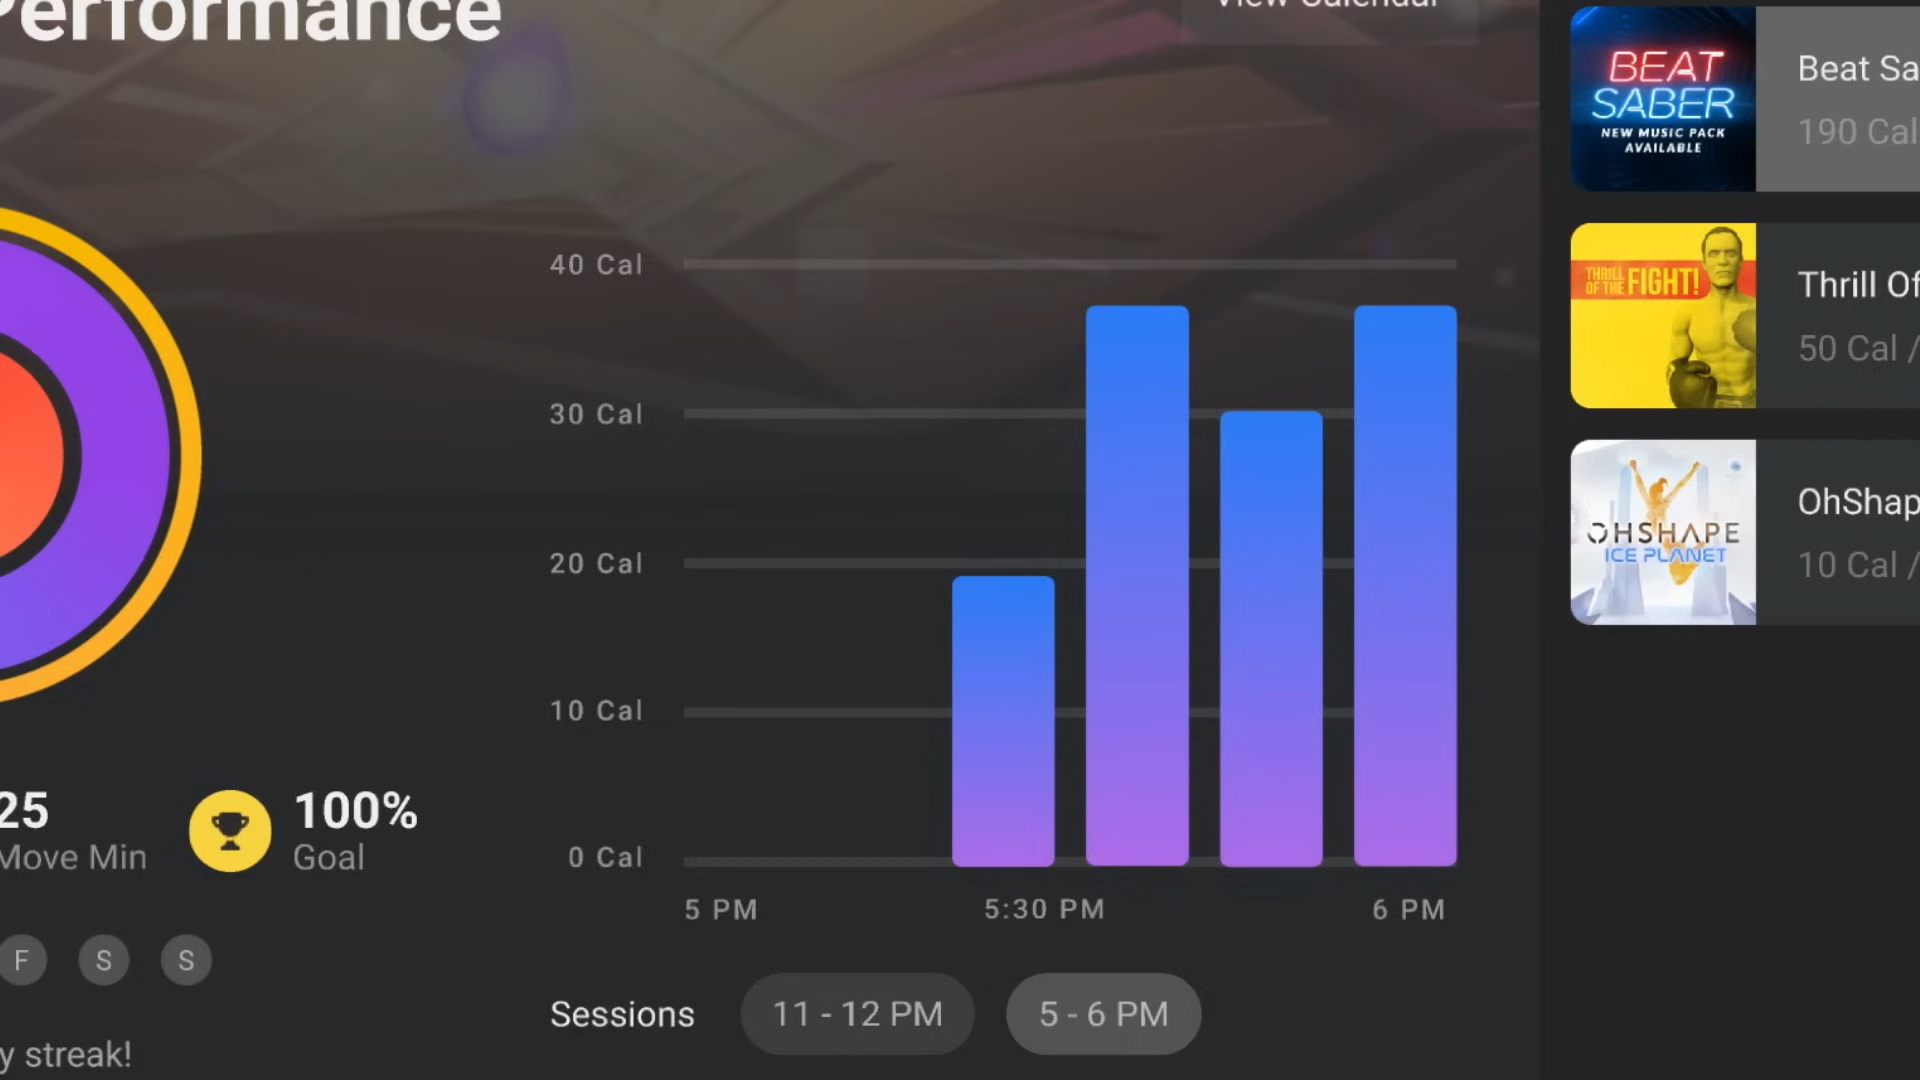 Performance
View Calendar
40 Cal
30 Cal
20 Cal
10 Cal
0 Cal
5 PM 5:30 PM 6 PM
25
Move Min
100%
Goal
F S S
y streak!
Sessions 11 - 12 PM 5 - 6 PM
BEAT
SABER
NEW MUSIC PACK
AVAILABLE
Beat Sa
190 Cal
THRILL
OF THE FIGHT!
Thrill Of
50 Cal /
OHSHAPE
ICE PLANET
OhShap
10 Cal /